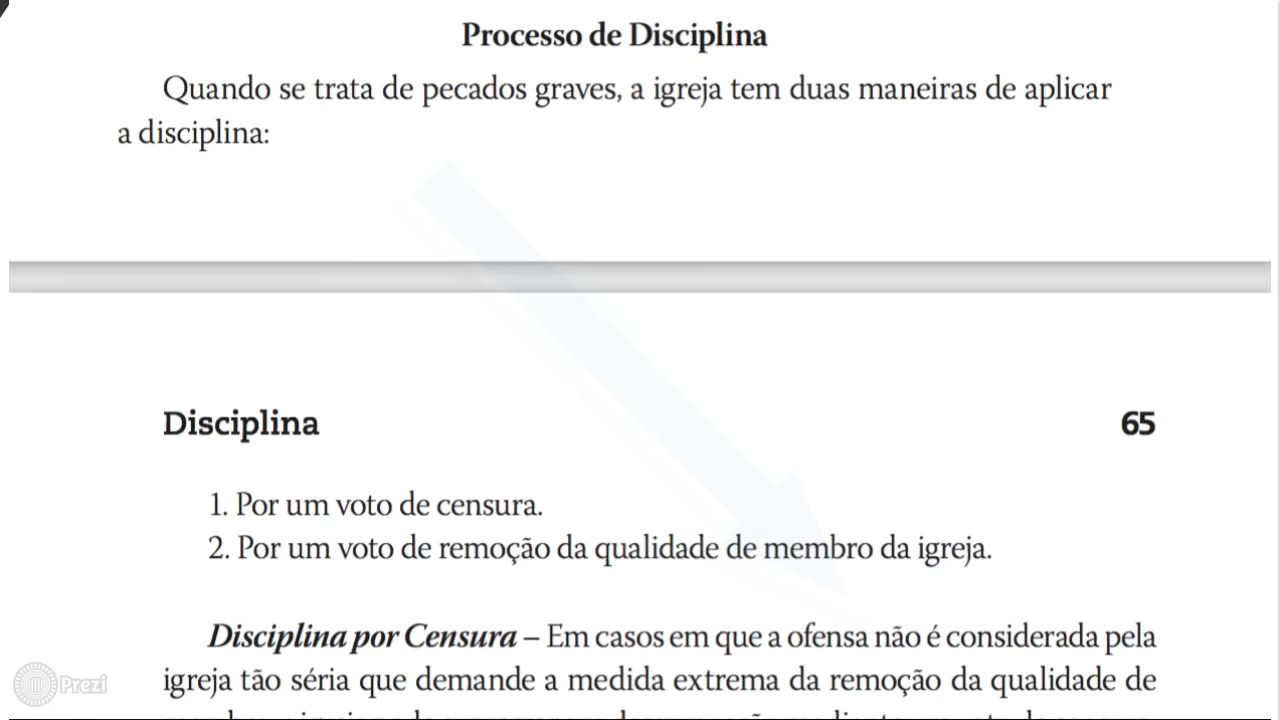 Processo de Disciplina
Quando se trata de pecados graves, a igreja tem duas maneiras de aplicar
a disciplina:
Disciplina 65
1. Por um voto de censura.
2. Por um voto de remoção da qualidade de membro da igreja.
Disciplina por Censura – Em casos em que a ofensa não é considerada pela
igreja tão séria que demande a medida extrema da remoção da qualidade de
Prezi